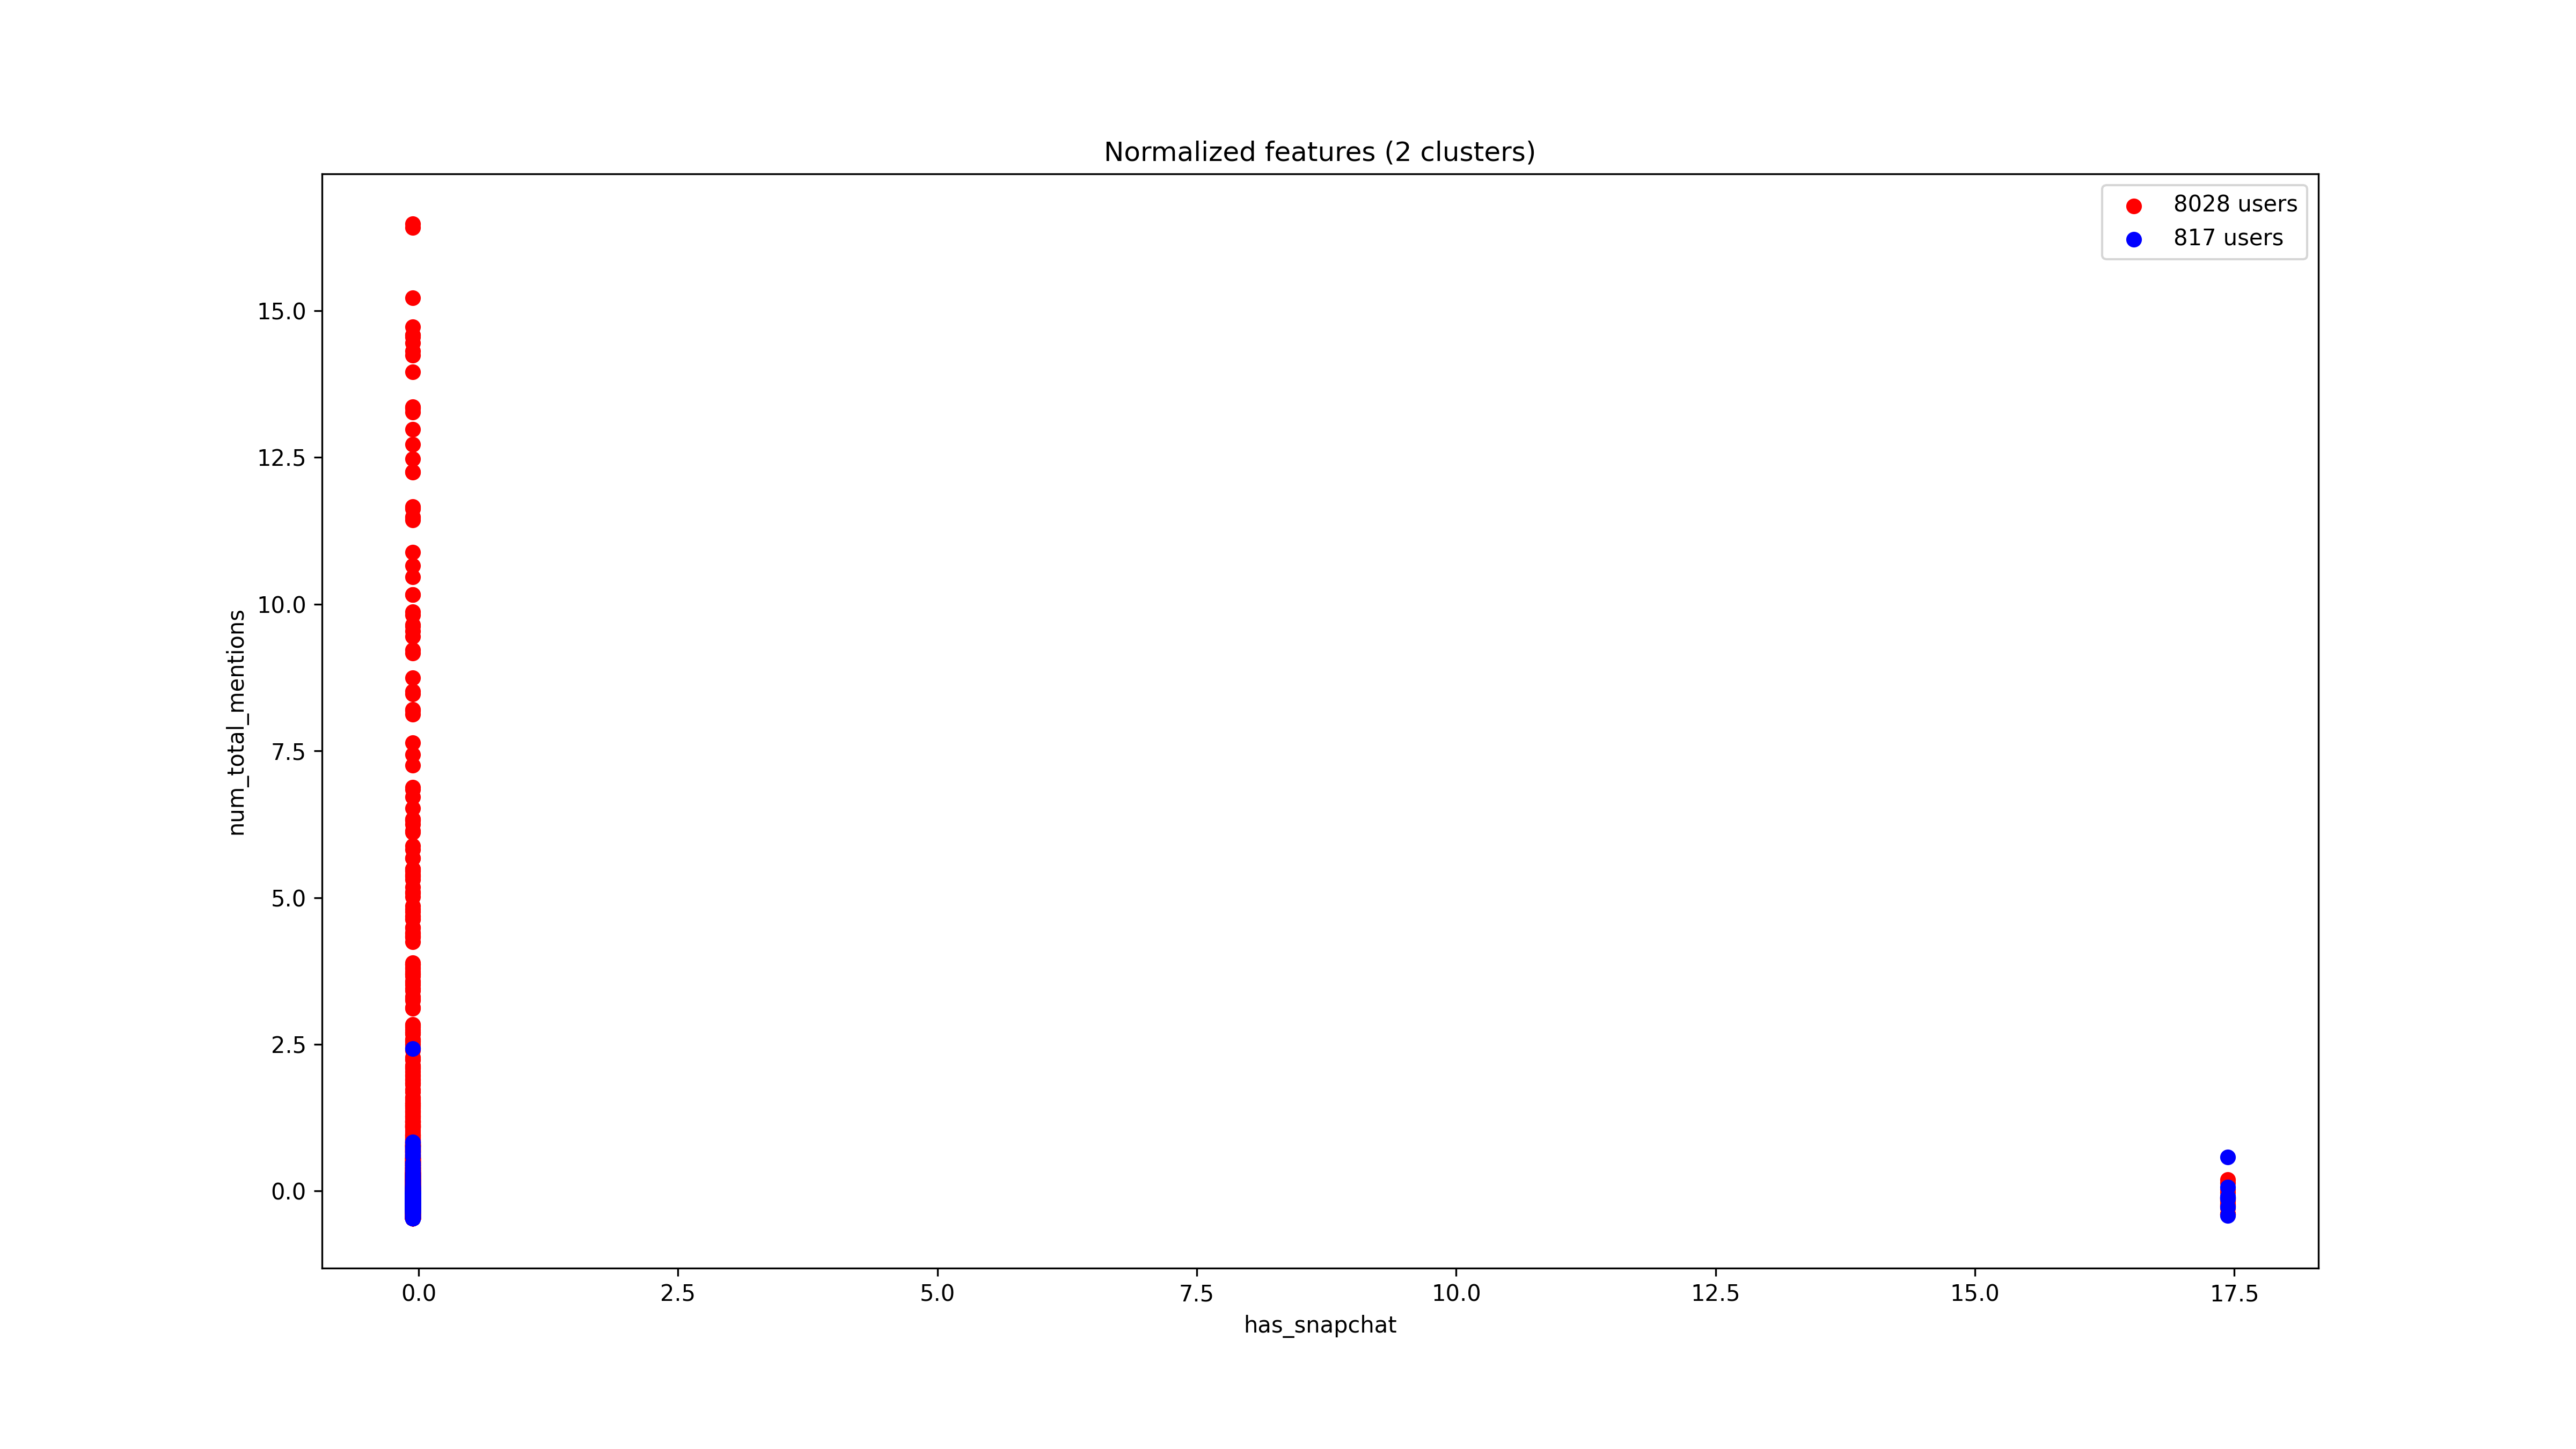 Normalized features (2 clusters)
8028 users
817 users
num_total_mentions
15.0
12.5
10.0
7.5
5.0
2.5
0.0
0.0 2.5 5.0 7.5 10.0 12.5 15.0 17.5
has_snapchat